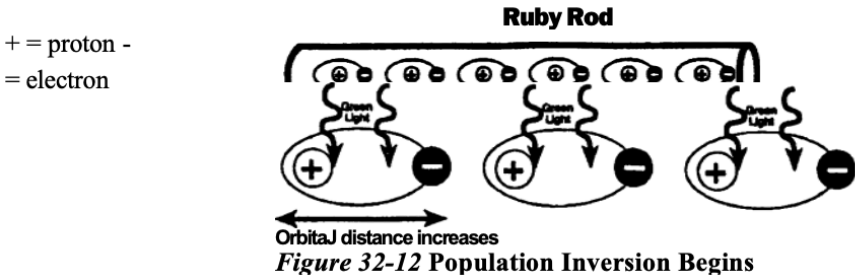 Ruby Rod
+ = proton -
= electron
+ - + - + - + - + - + -
Green
Light
Green
Light
Green
Light
+ - + - + -
OrbitaJ distance increases
Figure 32-12 Population Inversion Begins